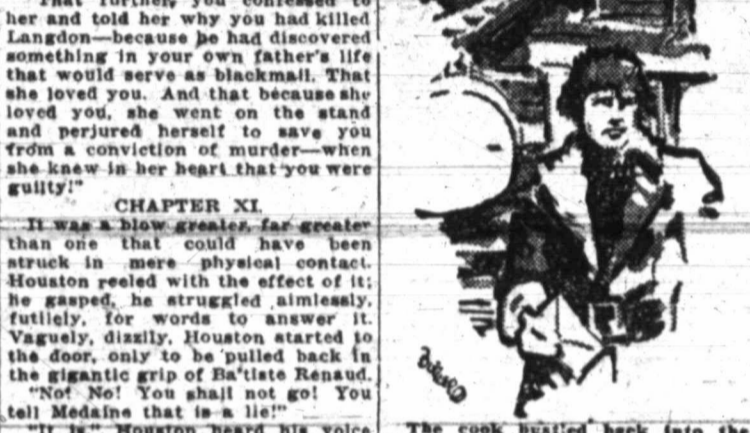 That further, you confessed to
her and told her why you had killed
Langdon—because he had discovered
something in your own father's life
that would serve as blackmail. That
she loved you. And that because she
loved you, she went on the stand
and perjured herself to save you
from a conviction of murder—when
she knew in her heart that you were
guilty!"
CHAPTER XI.
It was a blow greater, far greater
than one that could have been
struck in mere physical contact.
Houston reeled with the effect of it;
he gasped, he struggled aimlessly,
futilely, for words to answer it.
Vaguely, dizzily, Houston started to
the door, only to be pulled back in
the gigantic grip of Ba'tiste Renaud.
"No! No! You shall not go! You
tell Medaine that is a lie!"
"It is," Houston heard his voice
The cook bustled back into the